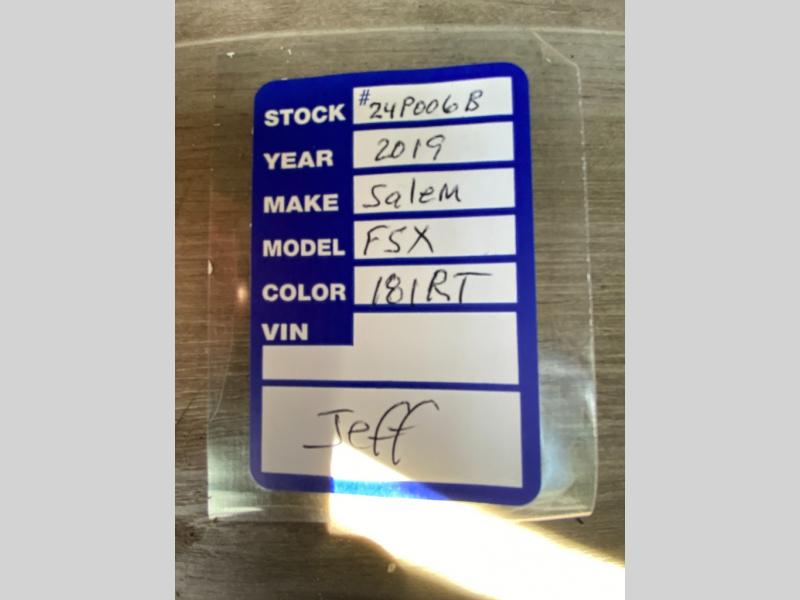 STOCK #24P006B
YEAR 2019
MAKE Salem
MODEL FSX
COLOR 181RT
VIN
Jeff